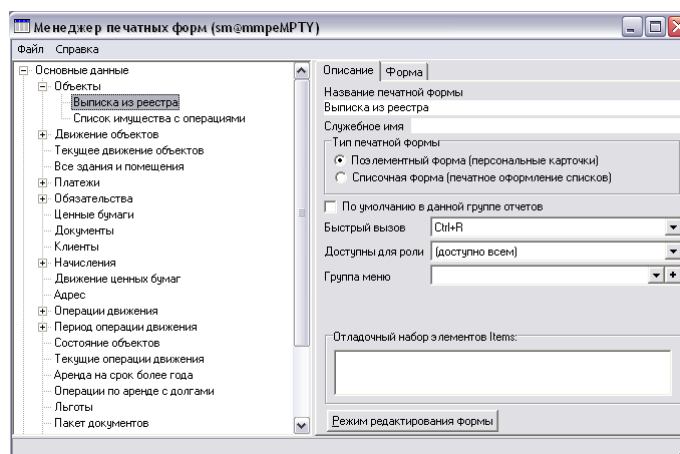 Менеджер печатных форм (sm@mmpeMPTY)
Файл Справка
Основные данные
Объекты
Выписка из реестра
Список имущества с операциями
Движение объектов
Текущее движение объектов
Все здания и помещения
Платежи
Обязательства
Ценные бумаги
Документы
Клиенты
Начисления
Движение ценных бумаг
Адрес
Операции движения
Период операции движения
Состояние объектов
Текущие операции движения
Аренда на срок более года
Операции по аренде с долгами
Льготы
Пакет документов
Описание Форма
Название печатной формы
Выписка из реестра
Служебное имя
Тип печатной формы
Поэлементный форма (персональные карточки)
Списочная форма (печатное оформление списков)
По умолчанию в данной группе отчетов
Быстрый вызов Ctrl+R
Доступны для роли (доступно всем)
Группа меню
Отладочный набор элементов Items:
Режим редактирования формы